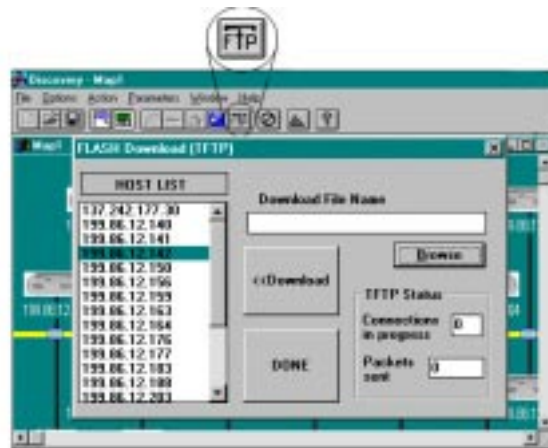 FTP
Discovery - Map1
File Options Action Parameters Window Help
Map1
FLASH Download (TFTP)
HOST LIST
137.242.177.30
199.86.12.140
199.86.12.141
199.86.12.142
199.86.12.150
199.86.12.156
199.86.12.159
199.86.12.163
199.86.12.164
199.86.12.176
199.86.12.177
199.86.12.183
199.86.12.188
199.86.12.203
Download File Name
Browse
<<Download
DONE
TFTP Status
Connections
in progress 0
Packets
sent 0